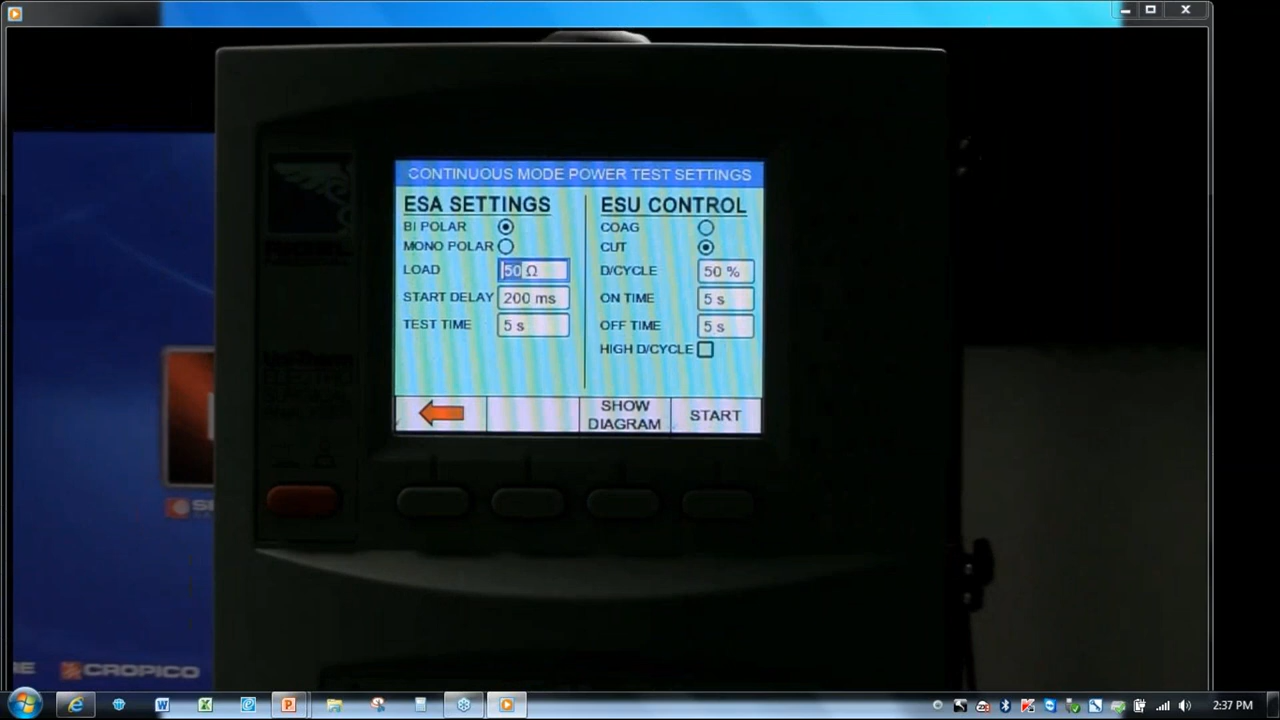 CONTINUOUS MODE POWER TEST SETTINGS
ESA SETTINGS
BI POLAR
MONO POLAR
LOAD 50 Ω
START DELAY 200 ms
TEST TIME 5 s
ESU CONTROL
COAG
CUT
D/CYCLE 50 %
ON TIME 5 s
OFF TIME 5 s
HIGH D/CYCLE
SHOW
DIAGRAM
START
CROPICO
2:37 PM